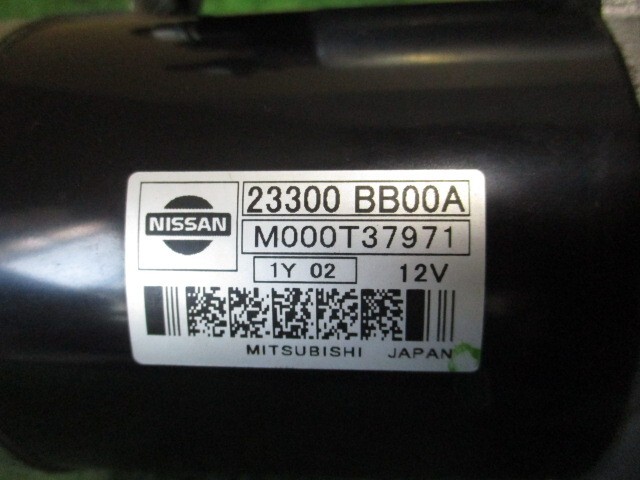 NISSAN
23300 BB00A
M000T37971
1Y 02 12V
MITSUBISHI JAPAN